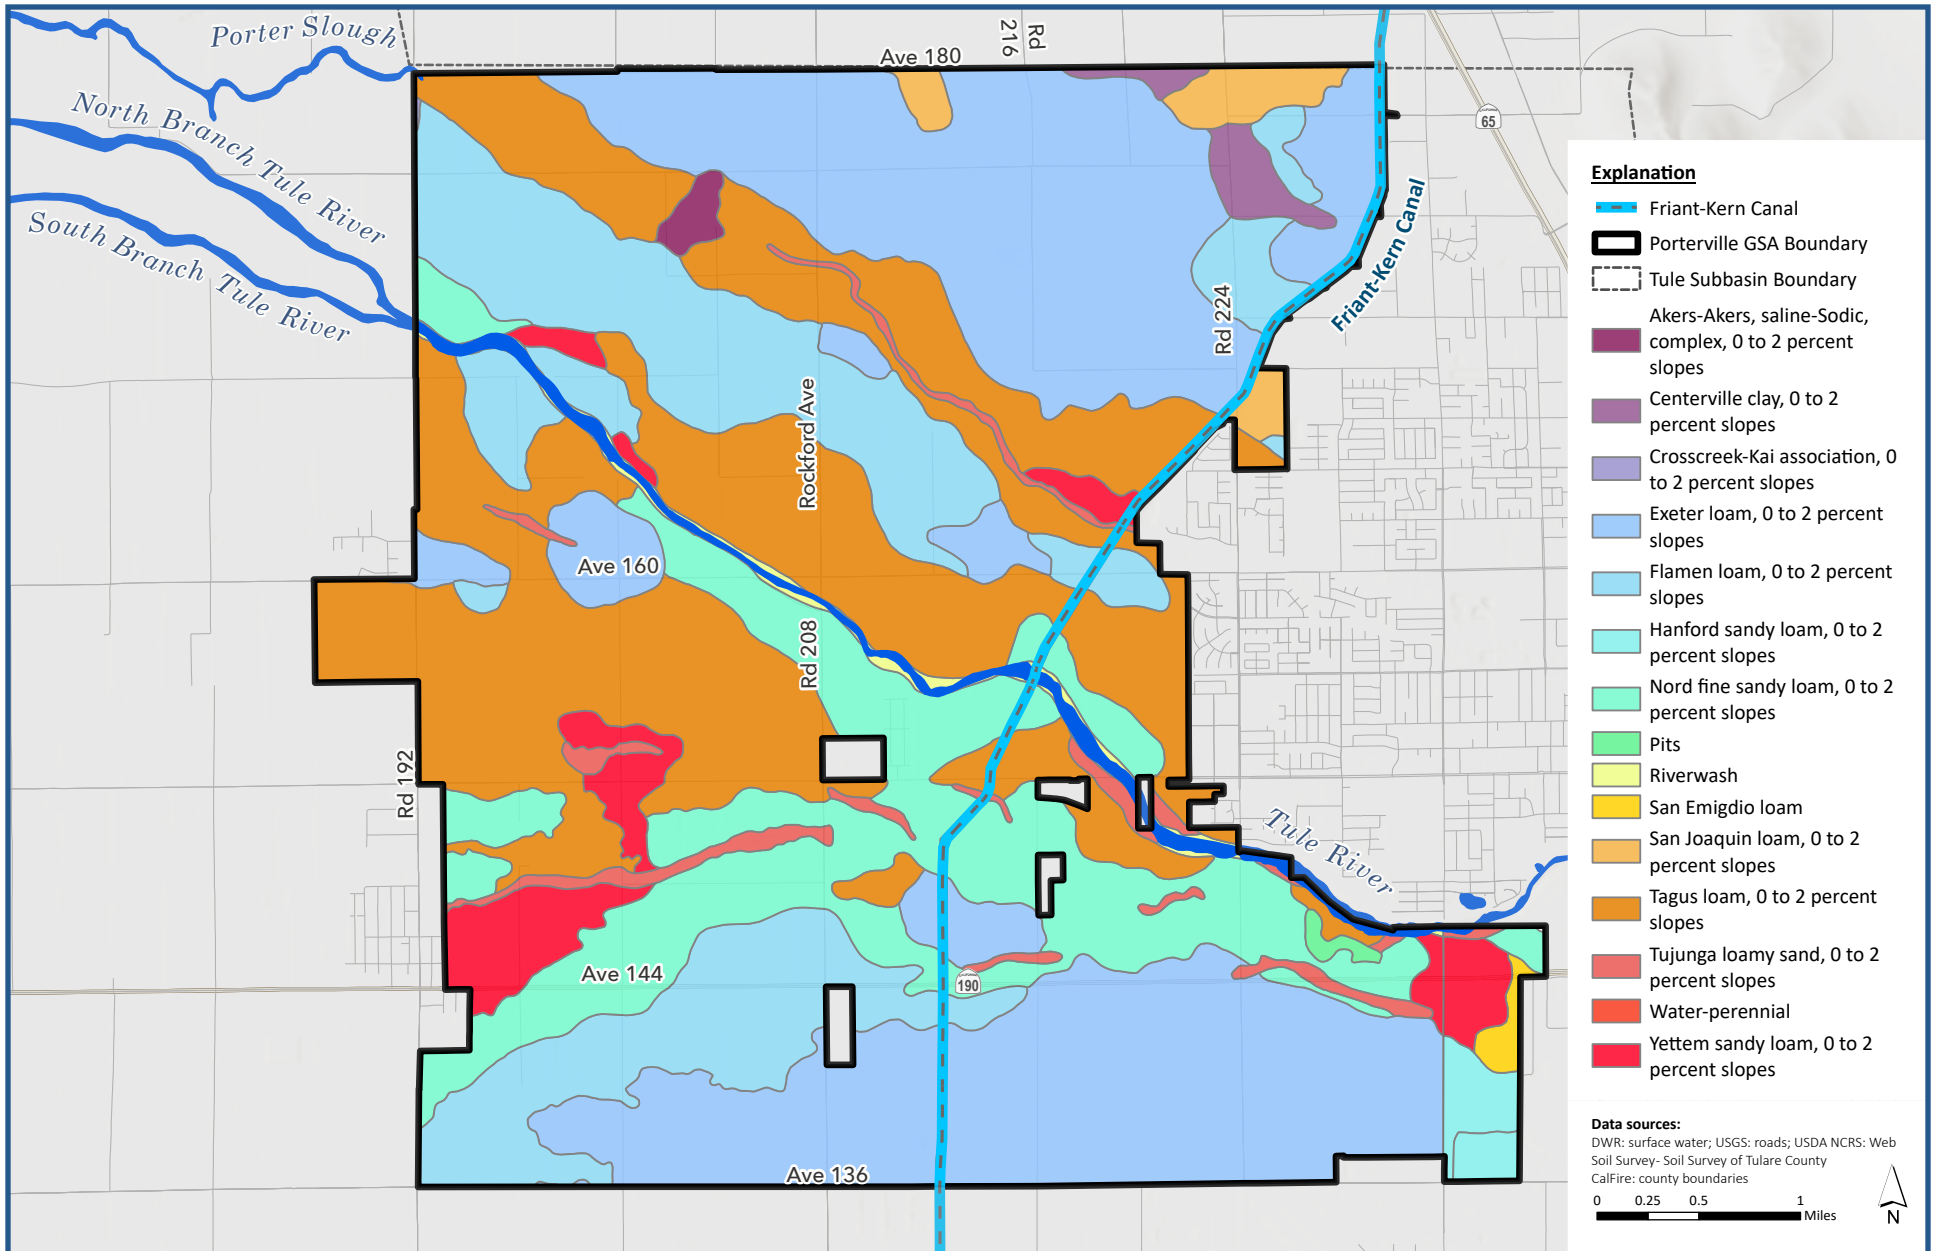 Porter Slough
Rd
216
Ave 180
North Branch Tule River
65
South Branch Tule River
Friant-Kern Canal
Rd 224
Rockford Ave
Ave 160
Rd 208
Rd 192
Tule River
Ave 144
CALIFORNIA
190
Ave 136
Explanation
Friant-Kern Canal
Porterville GSA Boundary
Tule Subbasin Boundary
Akers-Akers, saline-Sodic,
complex, 0 to 2 percent
slopes
Centerville clay, 0 to 2
percent slopes
Crosscreek-Kai association, 0
to 2 percent slopes
Exeter loam, 0 to 2 percent
slopes
Flamen loam, 0 to 2 percent
slopes
Hanford sandy loam, 0 to 2
percent slopes
Nord fine sandy loam, 0 to 2
percent slopes
Pits
Riverwash
San Emigdio loam
San Joaquin loam, 0 to 2
percent slopes
Tagus loam, 0 to 2 percent
slopes
Tujunga loamy sand, 0 to 2
percent slopes
Water-perennial
Yettem sandy loam, 0 to 2
percent slopes
Data sources:
DWR: surface water; USGS: roads; USDA NCRS: Web
Soil Survey- Soil Survey of Tulare County
CalFire: county boundaries
0 0.25 0.5 1
Miles
N